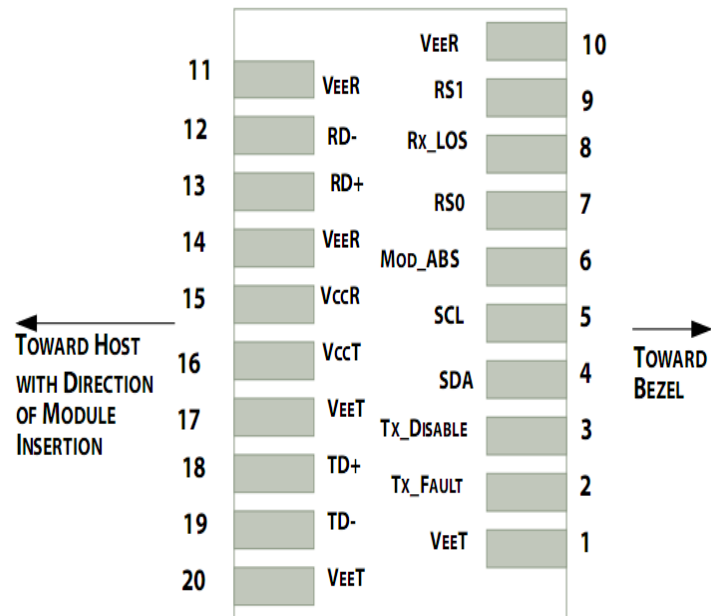 11 VEER
12 RD-
13 RD+
14 VEER
15 VCCR
16 VCCT
17 VEET
18 TD+
19 TD-
20 VEET
VEER 10
RS1 9
RX_LOS 8
RS0 7
MOD_ABS 6
SCL 5
SDA 4
TX_DISABLE 3
TX_FAULT 2
VEET 1
TOWARD HOST
WITH DIRECTION
OF MODULE
INSERTION
TOWARD
BEZEL